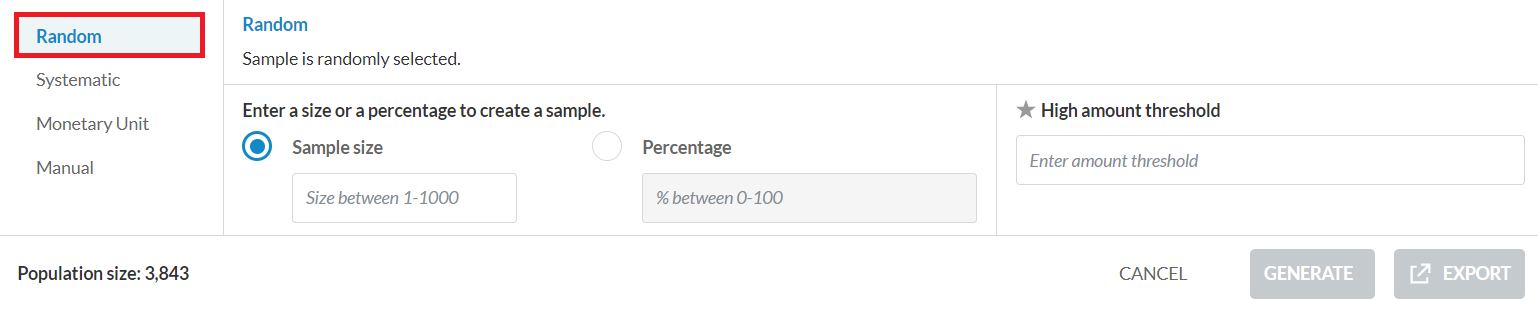 Random
Systematic
Monetary Unit
Manual
Random
Sample is randomly selected.
Enter a size or a percentage to create a sample.
Sample size
Size between 1-1000
Percentage
% between 0-100
High amount threshold
Enter amount threshold
Population size: 3,843
CANCEL
GENERATE
EXPORT